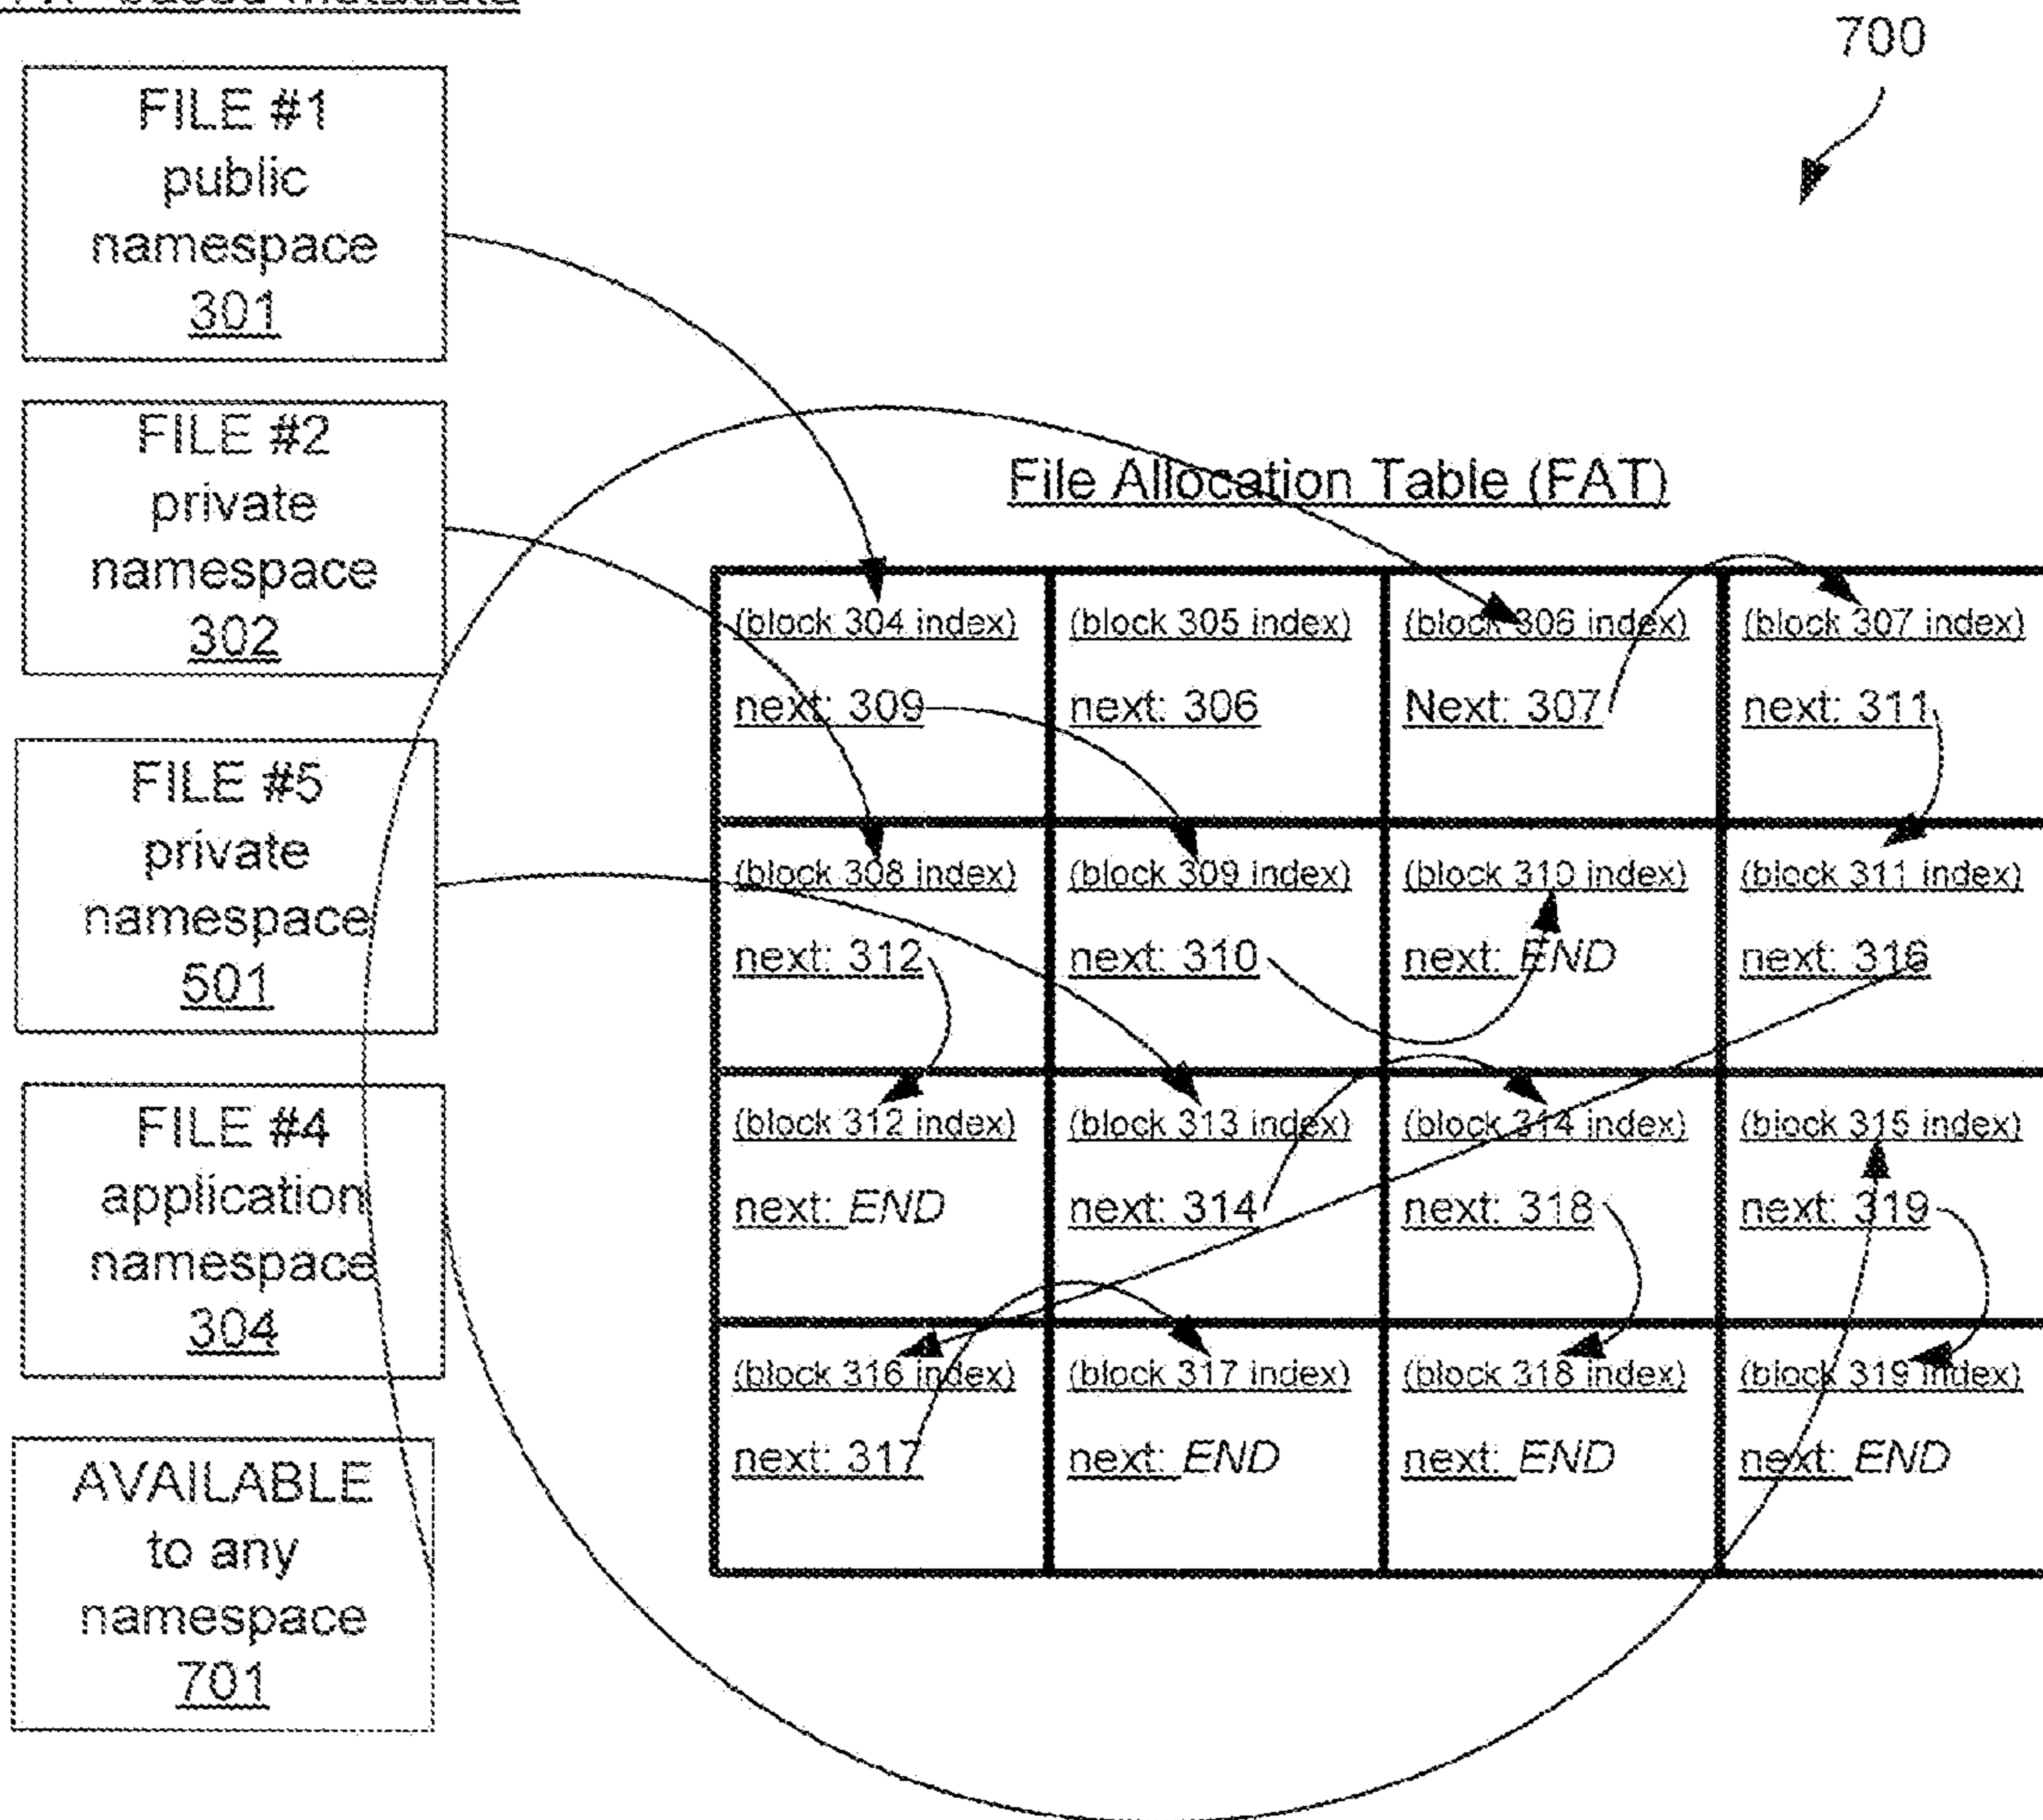 700
FILE #1
public
namespace
301
FILE #2
private
namespace
302
FILE #5
private
namespace
501
FILE #4
application
namespace
304
AVAILABLE
to any
namespace
701
File Allocation Table (FAT)
(block 304 index)
next: 309
(block 305 index)
next: 306
(block 306 index)
Next: 307
(block 307 index)
next: 311
(block 308 index)
next: 312
(block 309 index)
next: 310
(block 310 index)
next: END
(block 311 index)
next: 316
(block 312 index)
next: END
(block 313 index)
next: 314
(block 314 index)
next: 318
(block 315 index)
next: 319
(block 316 index)
next: 317
(block 317 index)
next: END
(block 318 index)
next: END
(block 319 index)
next: END